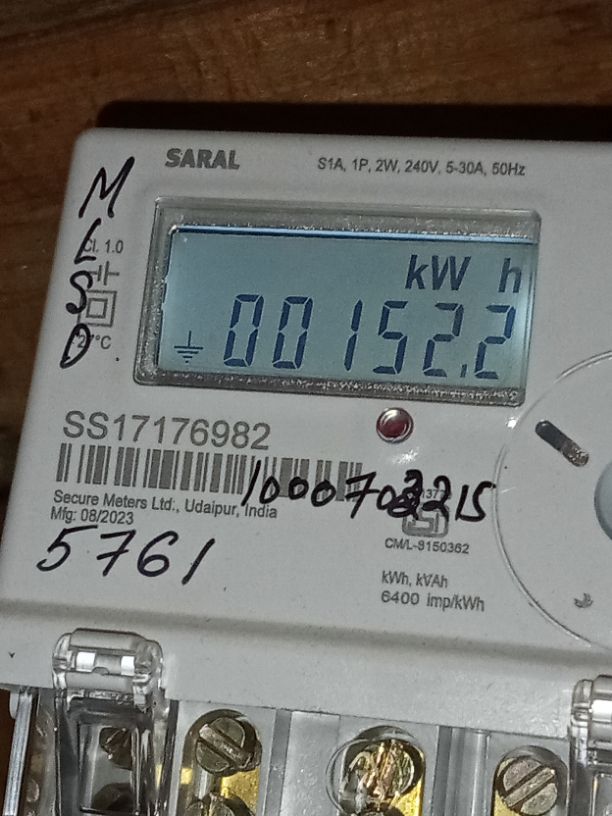 SARAL
S1A, 1P, 2W, 240V, 5-30A, 50Hz
M
L
S
D
Cl. 1.0
27°C
kW h
00152.2
SS17176982
Secure Meters Ltd., Udaipur, India
Mfg: 08/2023
5761
CM/L-8150362
kWh, kVAh
6400 imp/kWh